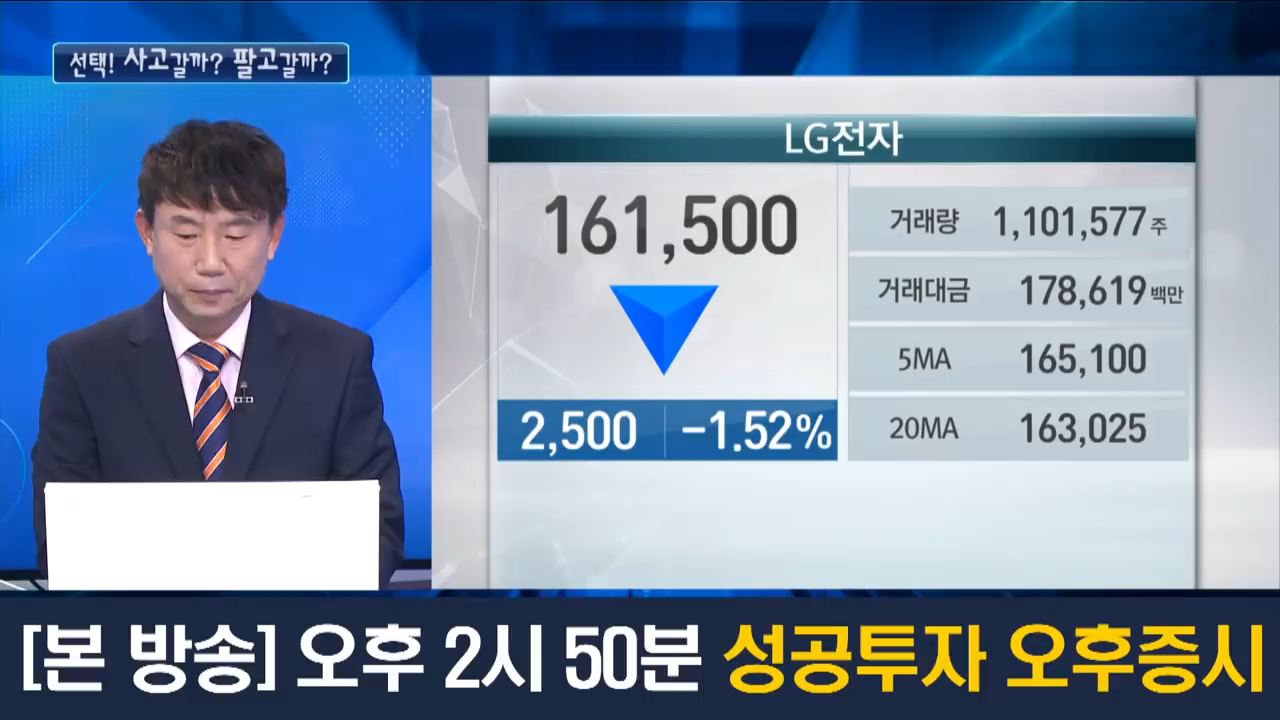 선택! 사고갈까? 팔고갈까?
LG전자
161,500
2,500 -1.52%
거래량 1,101,577주
거래대금 178,619백만
5MA 165,100
20MA 163,025
[본 방송] 오후 2시 50분 성공투자 오후증시